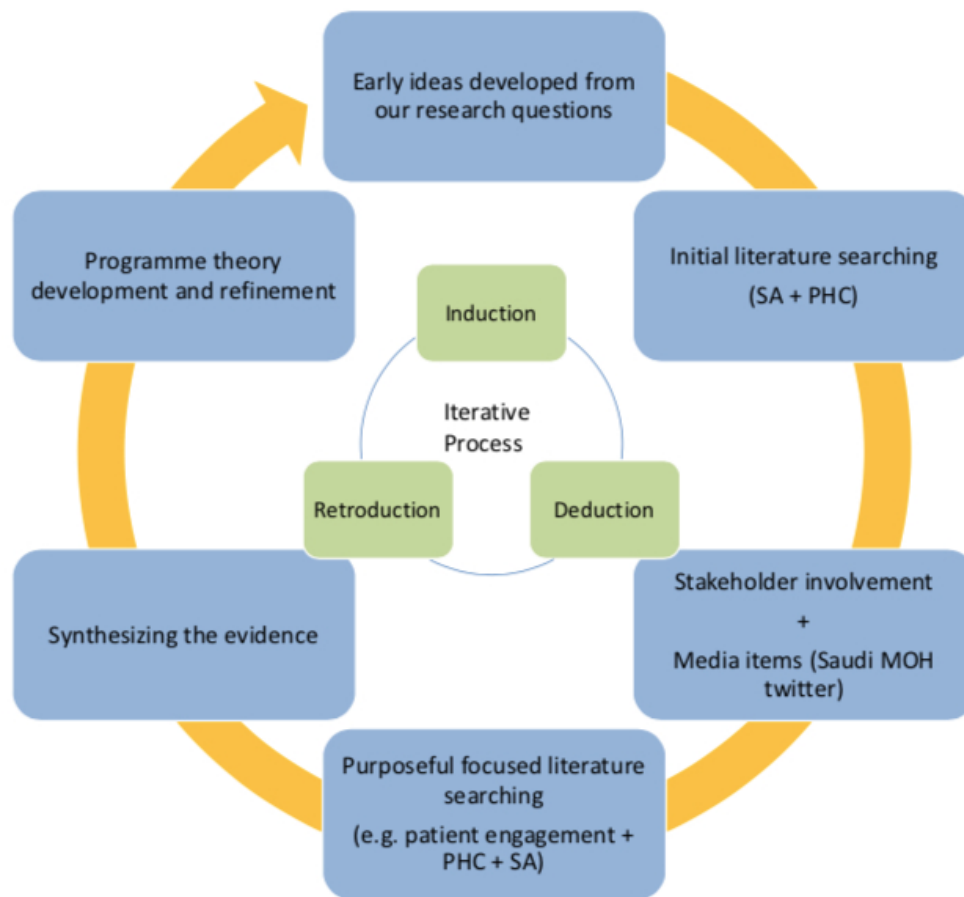 Early ideas developed from
our research questions
Initial literature searching
(SA + PHC)
Stakeholder involvement
+
Media items (Saudi MOH
twitter)
Purposeful focused literature
searching
(e.g. patient engagement +
PHC + SA)
Synthesizing the evidence
Programme theory
development and refinement
Induction
Iterative
Process
Deduction
Retroduction